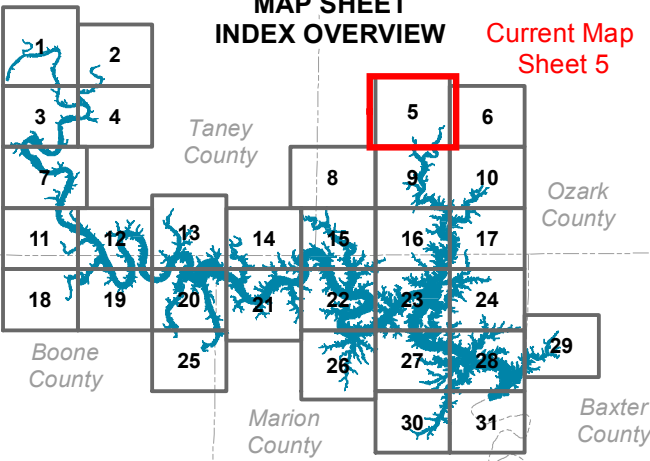 MAP SHEET
INDEX OVERVIEW
Current Map
Sheet 5
1
2
3
4
5
6
Taney
County
7
8
9
10
Ozark
County
11
12
13
14
15
16
17
18
19
20
21
22
23
24
Boone
County
25
26
27
28
29
Marion
County
30
31
Baxter
County